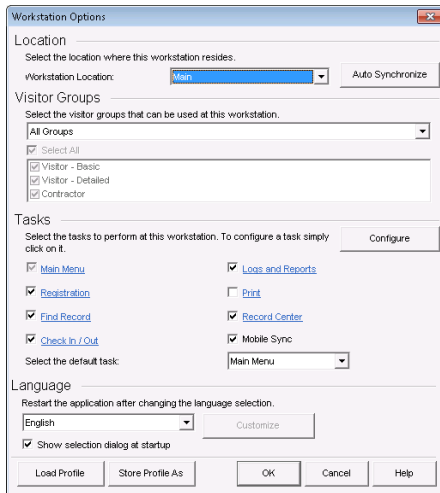 Workstation Options
Location
Select the location where this workstation resides.
Workstation Location:
Main
Auto Synchronize
Visitor Groups
Select the visitor groups that can be used at this workstation.
All Groups
Select All
Visitor - Basic
Visitor - Detailed
Contractor
Tasks
Select the tasks to perform at this workstation. To configure a task simply
click on it.
Configure
Main Menu
Logs and Reports
Registration
Print
Find Record
Record Center
Check In / Out
Mobile Sync
Select the default task:
Main Menu
Language
Restart the application after changing the language selection.
English
Customize
Show selection dialog at startup
Load Profile
Store Profile As
OK
Cancel
Help